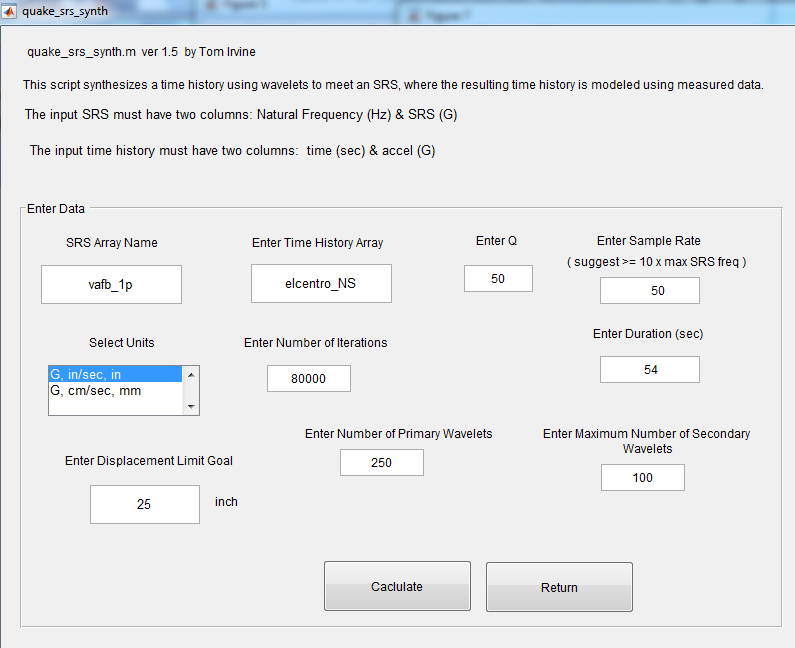 quake_srs_synth
quake_srs_synth.m ver 1.5 by Tom Irvine
This script synthesizes a time history using wavelets to meet an SRS, where the resulting time history is modeled using measured data.
The input SRS must have two columns: Natural Frequency (Hz) & SRS (G)
The input time history must have two columns: time (sec) & accel (G)
Enter Data
SRS Array Name
vafb_1p
Enter Time History Array
elcentro_NS
Enter Q
50
Enter Sample Rate
( suggest >= 10 x max SRS freq )
50
Select Units
G, in/sec, in
G, cm/sec, mm
Enter Number of Iterations
80000
Enter Duration (sec)
54
Enter Displacement Limit Goal
25
inch
Enter Number of Primary Wavelets
250
Enter Maximum Number of Secondary
Wavelets
100
Caclulate
Return